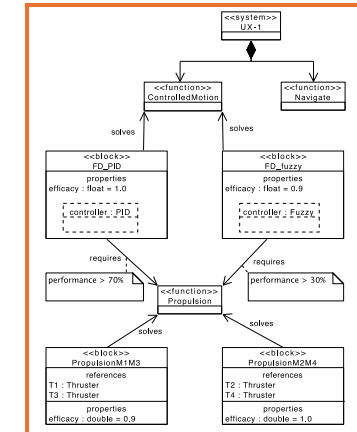 <<system>>
UX-1
<<function>>
ControlledMotion
<<function>>
Navigate
solves
solves
<<block>>
FD_PID
properties
efficacy : float = 1.0
controller : PID
<<block>>
FD_fuzzy
properties
efficacy : float = 0.9
controller : Fuzzy
requires
requires
performance > 70%
performance > 30%
<<function>>
Propulsion
solves
solves
<<block>>
PropulsionM1M3
references
T1 : Thruster
T3 : Thruster
properties
efficacy : double = 0,9
<<block>>
PropulsionM2M4
references
T2 : Thruster
T4 : Thruster
properties
efficacy : double = 1,0